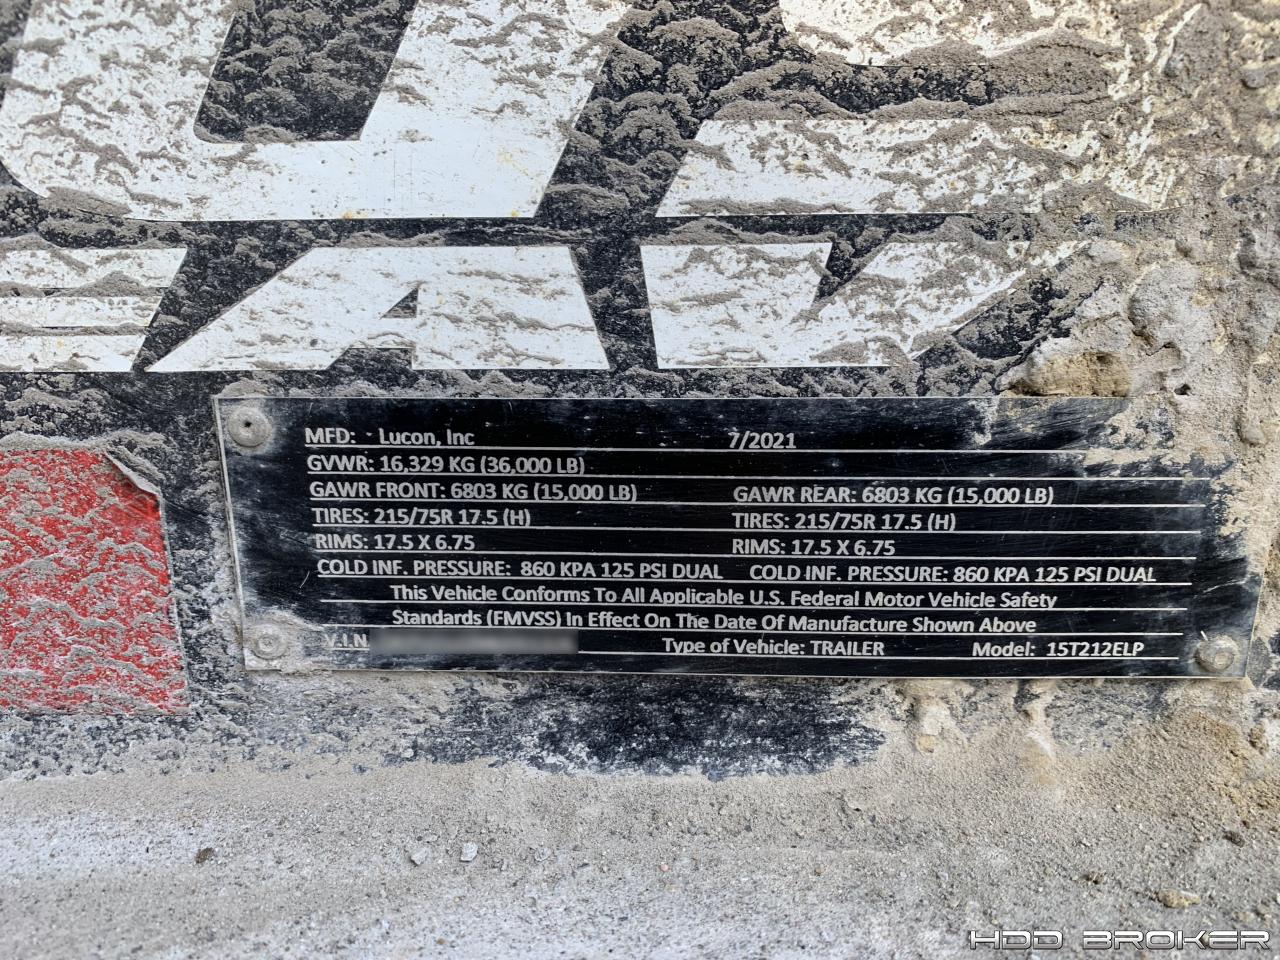 MFD: Lucon, Inc 7/2021
GVWR: 16,329 KG (36,000 LB)
GAWR FRONT: 6803 KG (15,000 LB) GAWR REAR: 6803 KG (15,000 LB)
TIRES: 215/75R 17.5 (H) TIRES: 215/75R 17.5 (H)
RIMS: 17.5 X 6.75 RIMS: 17.5 X 6.75
COLD INF. PRESSURE: 860 KPA 125 PSI DUAL COLD INF. PRESSURE: 860 KPA 125 PSI DUAL
This Vehicle Conforms To All Applicable U.S. Federal Motor Vehicle Safety
Standards (FMVSS) In Effect On The Date Of Manufacture Shown Above
V.I.N Type of Vehicle: TRAILER Model: 15T212ELP
HDD BROKER